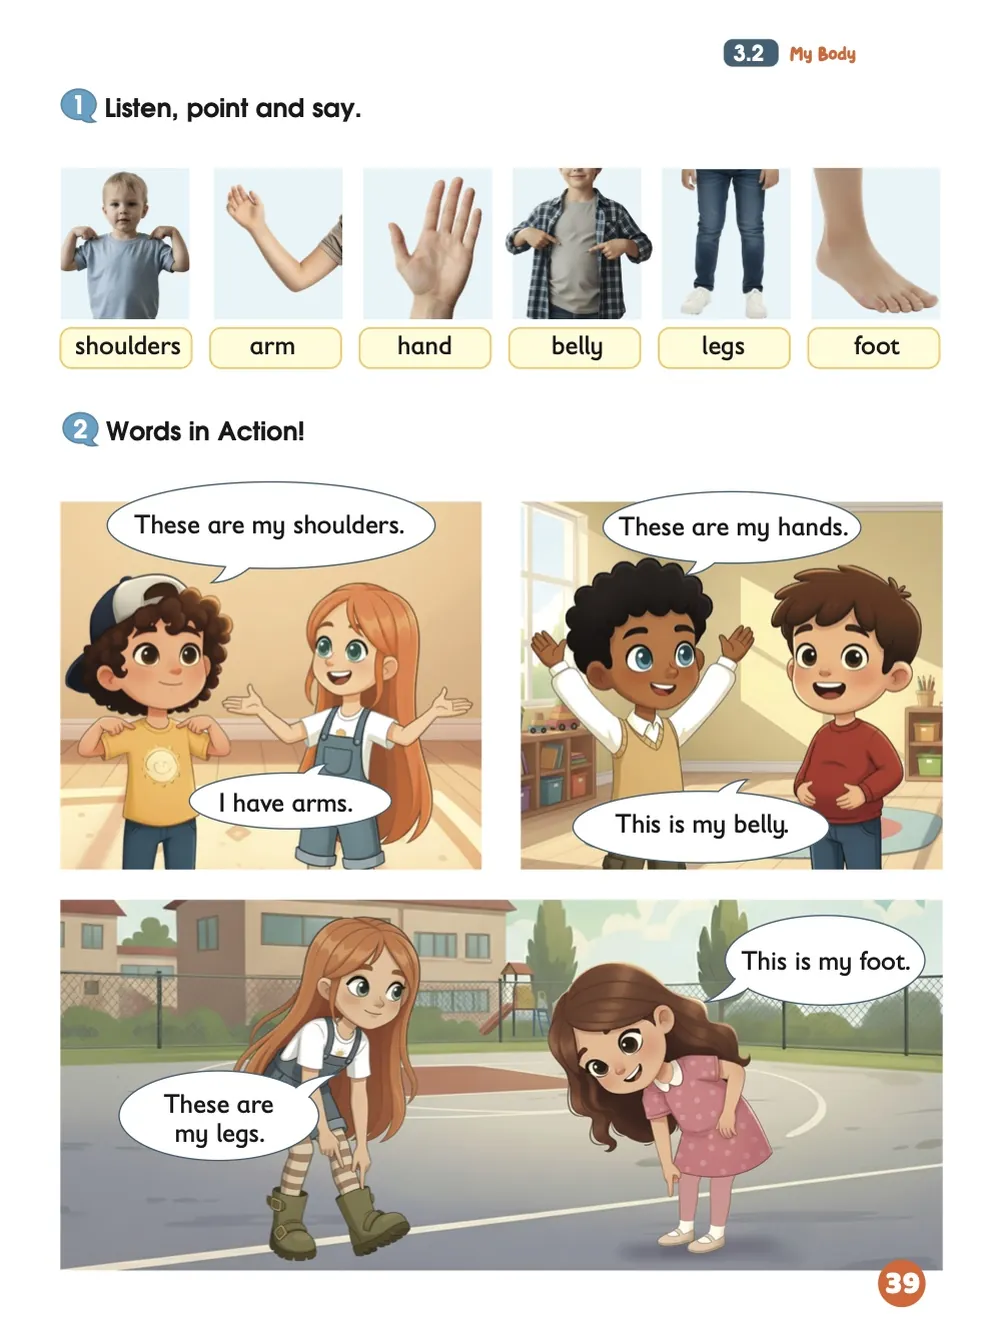 3.2 My Body
1 Listen, point and say.
shoulders
arm
hand
belly
legs
foot
2 Words in Action!
These are my shoulders.
I have arms.
These are my hands.
This is my belly.
This is my foot.
These are
my legs.
39